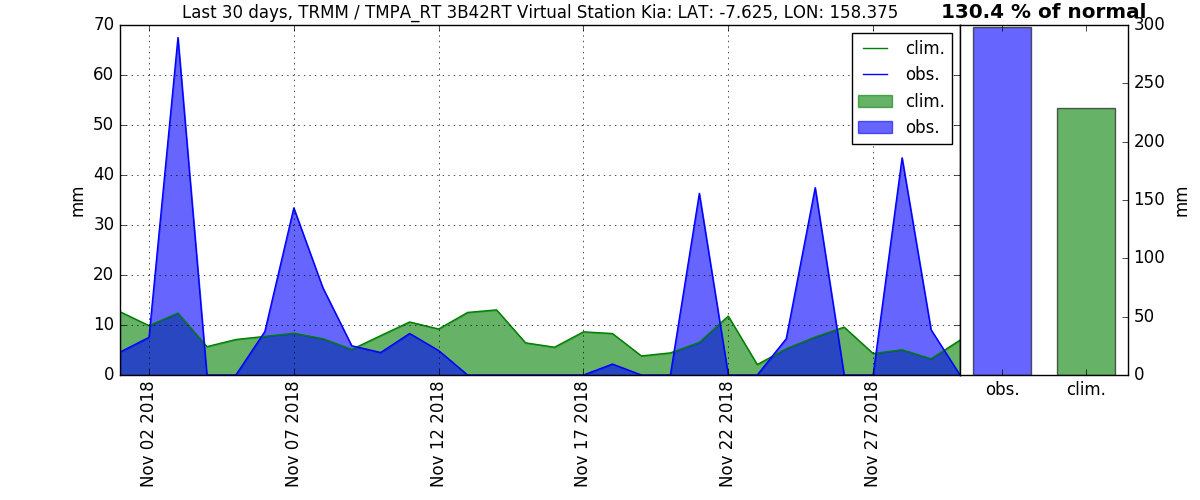 Last 30 days, TRMM / TMPA_RT 3B42RT Virtual Station Kia: LAT: -7.625, LON: 158.375
130.4 % of normal
70
60
50
40
30
20
10
0
mm
clim.
obs.
clim.
obs.
Nov 02 2018
Nov 07 2018
Nov 12 2018
Nov 17 2018
Nov 22 2018
Nov 27 2018
300
250
200
150
100
50
0
mm
obs.
clim.